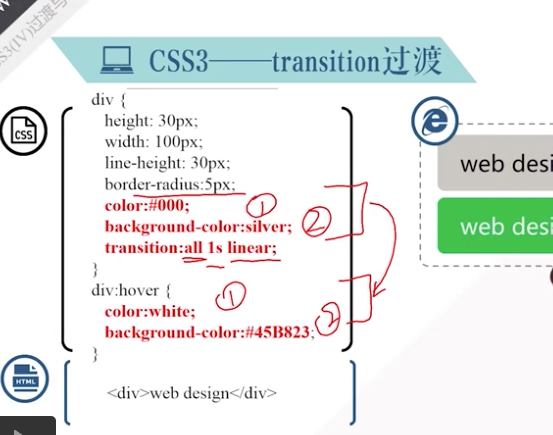 S3(IV)过渡与
CSS3——transition过渡
CSS
div {
height: 30px;
width: 100px;
line-height: 30px;
border-radius:5px;
color:#000;
①
background-color:silver;
②
transition:all 1s linear;
}
div:hover {
①
color:white;
background-color:#45B823;
②
}
HTML
<div>web design</div>
web desi
web desi